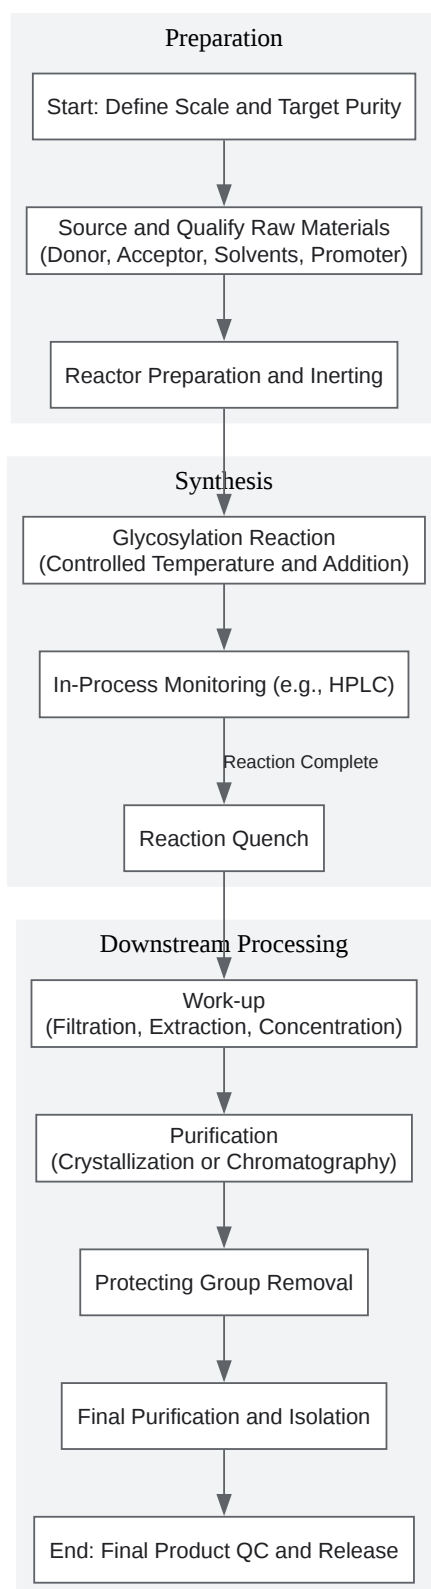 Preparation
Start: Define Scale and Target Purity
Source and Qualify Raw Materials
(Donor, Acceptor, Solvents, Promoter)
Reactor Preparation and Inerting
Synthesis
Glycosylation Reaction
(Controlled Temperature and Addition)
In-Process Monitoring (e.g., HPLC)
Reaction Complete
Reaction Quench
Downstream Processing
Work-up
(Filtration, Extraction, Concentration)
Purification
(Crystallization or Chromatography)
Protecting Group Removal
Final Purification and Isolation
End: Final Product QC and Release